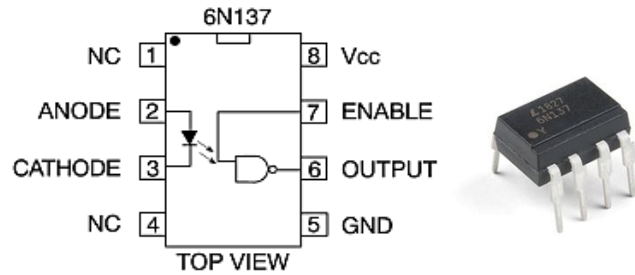 6N137
NC 1 8 Vcc
ANODE 2 7 ENABLE
CATHODE 3 6 OUTPUT
NC 4 5 GND
TOP VIEW
1827
6N137
Y